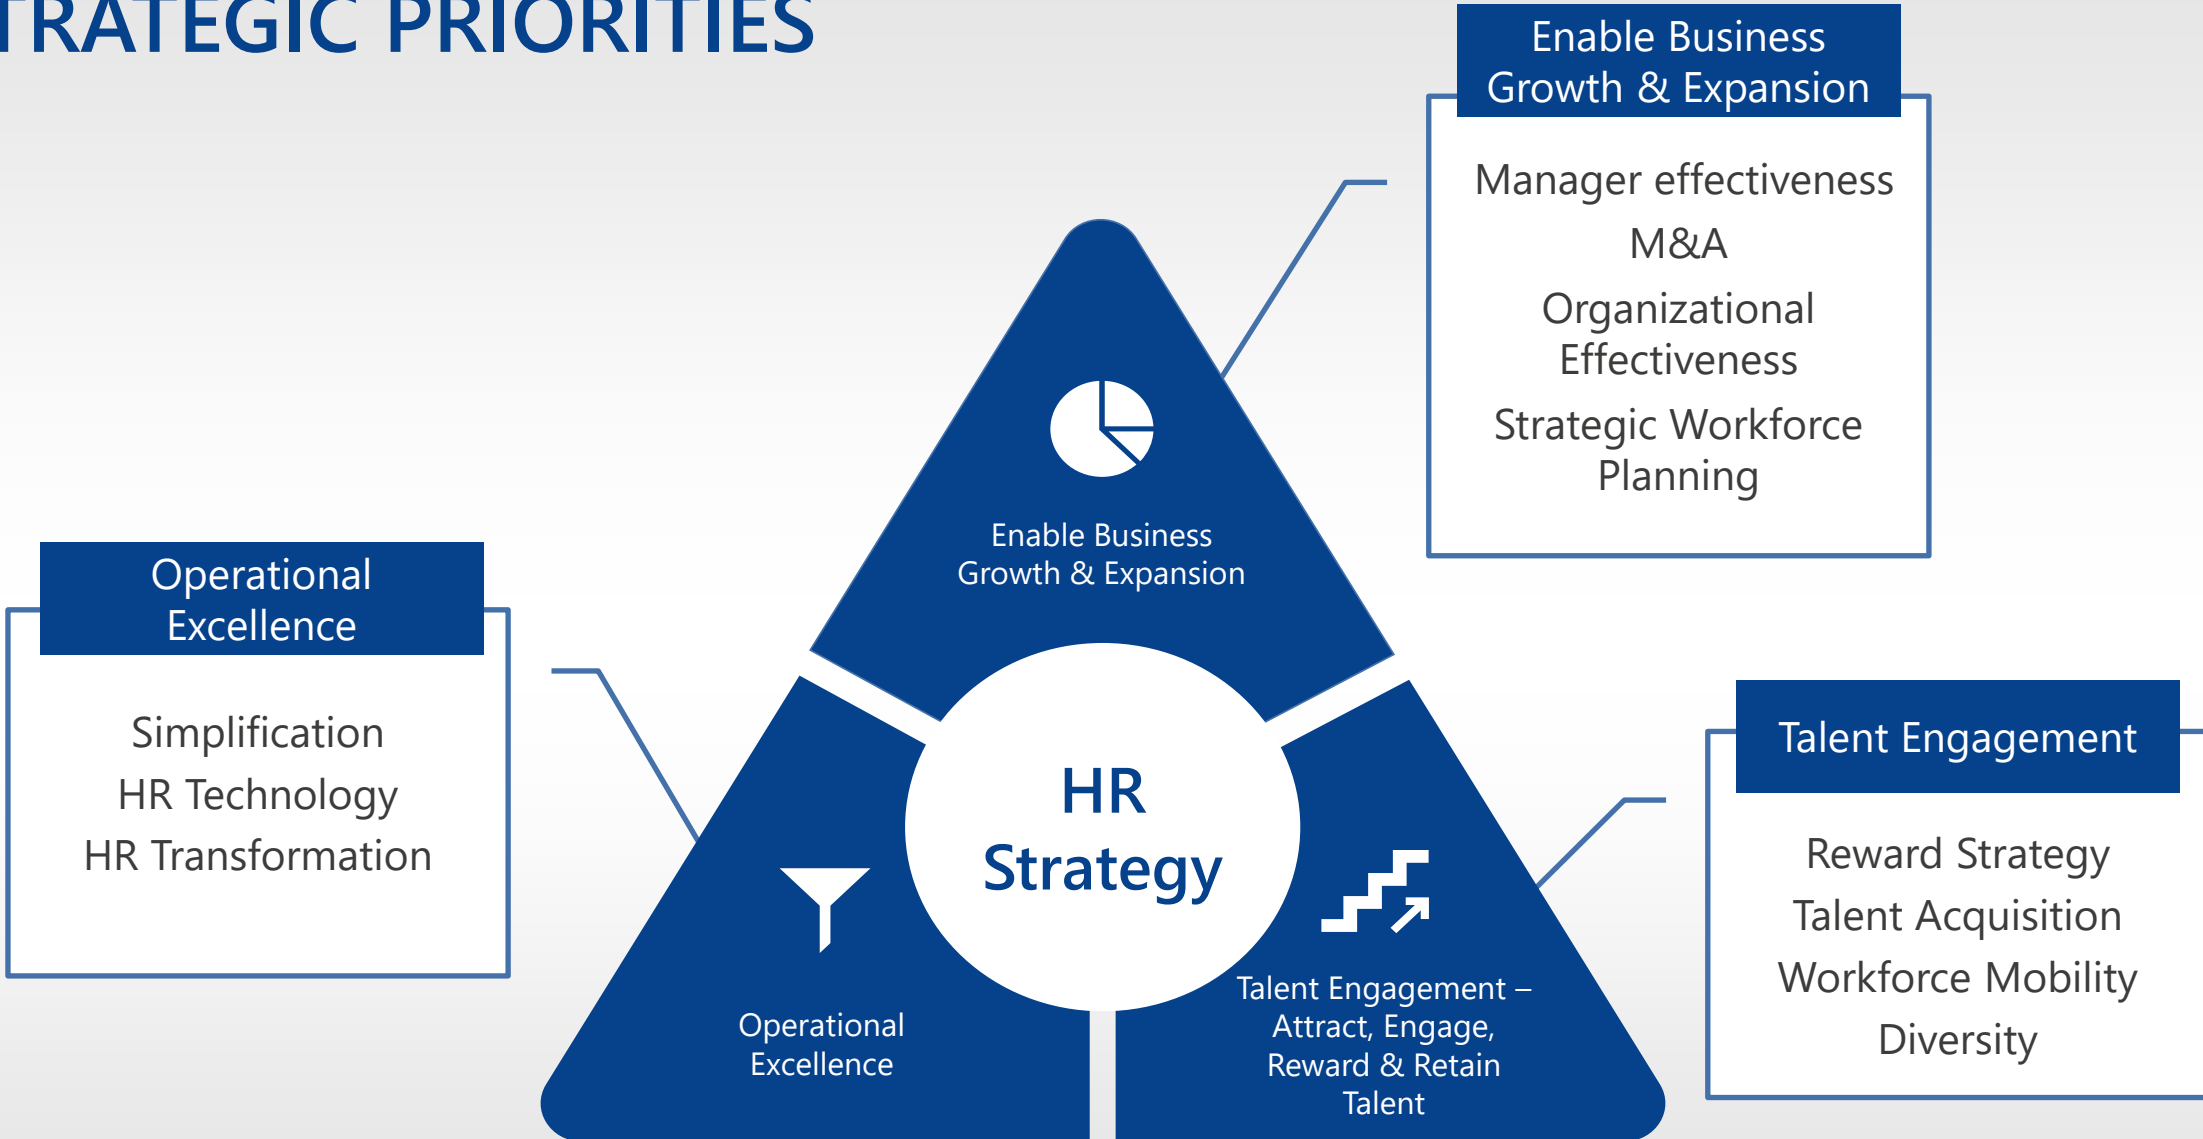 TRATEGIC PRIORITIES
Enable Business
Growth & Expansion
Manager effectiveness
M&A
Organizational
Effectiveness
Strategic Workforce
Planning
Enable Business
Growth & Expansion
Operational
Excellence
Simplification
HR Technology
HR Transformation
HR
Strategy
Talent Engagement
Reward Strategy
Talent Acquisition
Workforce Mobility
Diversity
Operational
Excellence
Talent Engagement –
Attract, Engage,
Reward & Retain
Talent